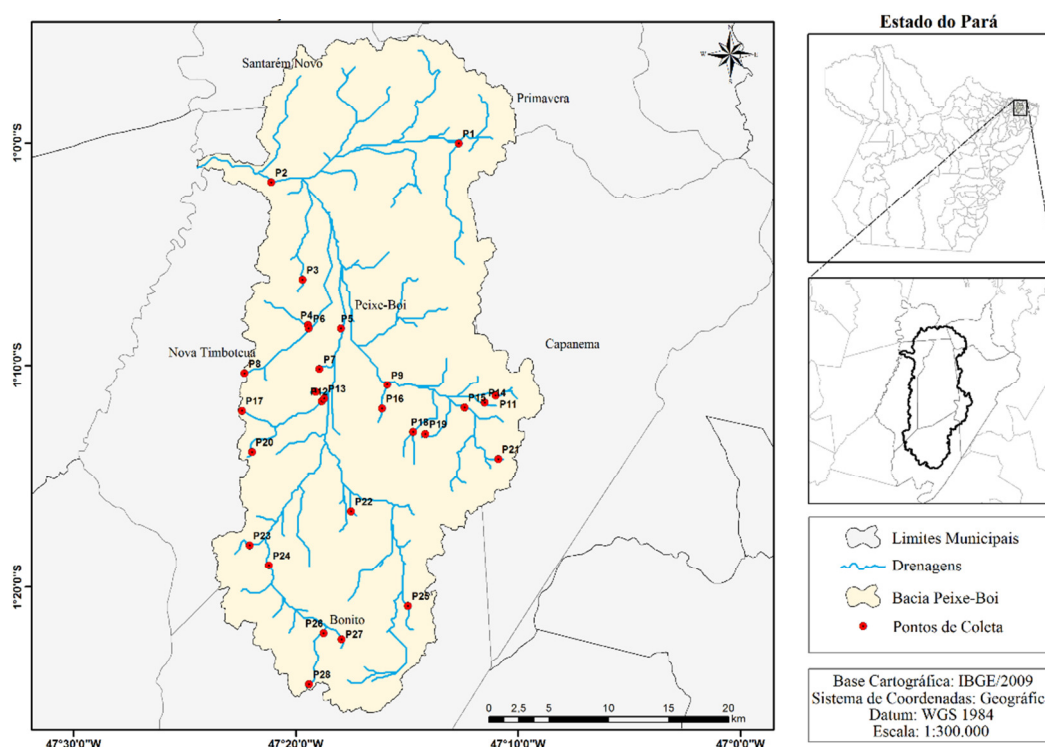 Santarém Novo
Primavera
P1
1°0'0"S
P2
P3
Peixe-Boi
P4
P6
P5
Nova Timboteua
Capanema
P8
P7
1°10'0"S
P9
P13
P12
P14
P15
P11
P17
P16
P18
P19
P20
P21
P22
P23
P24
1°20'0"S
P25
Bonito
P26
P27
P28
0 2,5 5 10 15 20
km
47°30'0"W
47°20'0"W
47°10'0"W
47°0'0"W
Estado do Pará
Limites Municipais
Drenagens
Bacia Peixe-Boi
Pontos de Coleta
Base Cartográfica: IBGE/2009
Sistema de Coordenadas: Geográfic
Datum: WGS 1984
Escala: 1:300.000